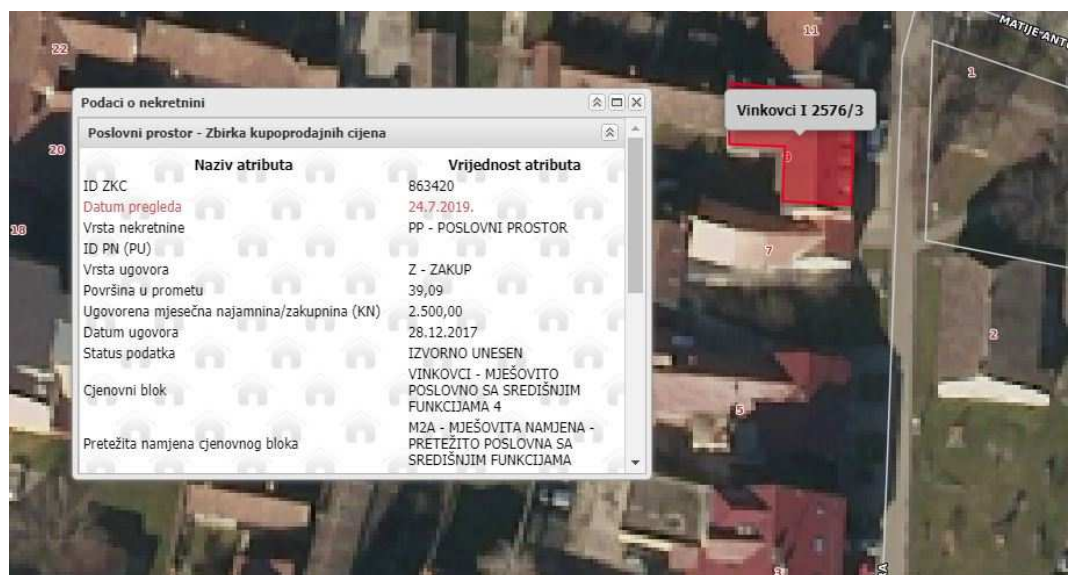 22
11
MATIJE ANTU
1
Podaci o nekretnini
Vinkovci I 2576/3
Poslovni prostor - Zbirka kupoprodajnih cijena
20
Naziv atributa Vrijednost atributa
ID ZKC 863420
Datum pregleda 24.7.2019.
Vrsta nekretnine PP - POSLOVNI PROSTOR
18
ID PN (PU)
7
Vrsta ugovora Z - ZAKUP
Površina u prometu 39,09
Ugovorena mjesečna najamnina/zakupnina (KN) 2.500,00
Datum ugovora 28.12.2017
2
Status podatka IZVORNO UNESEN
Cjenovni blok VINKOVCI - MJEŠOVITO
POSLOVNO SA SREDIŠNJIM
FUNKCIJAMA 4
5
Pretežita namjena cjenovnog bloka M2A - MJEŠOVITA NAMJENA -
PRETEŽITO POSLOVNA SA
SREDIŠNJIM FUNKCIJAMA
3